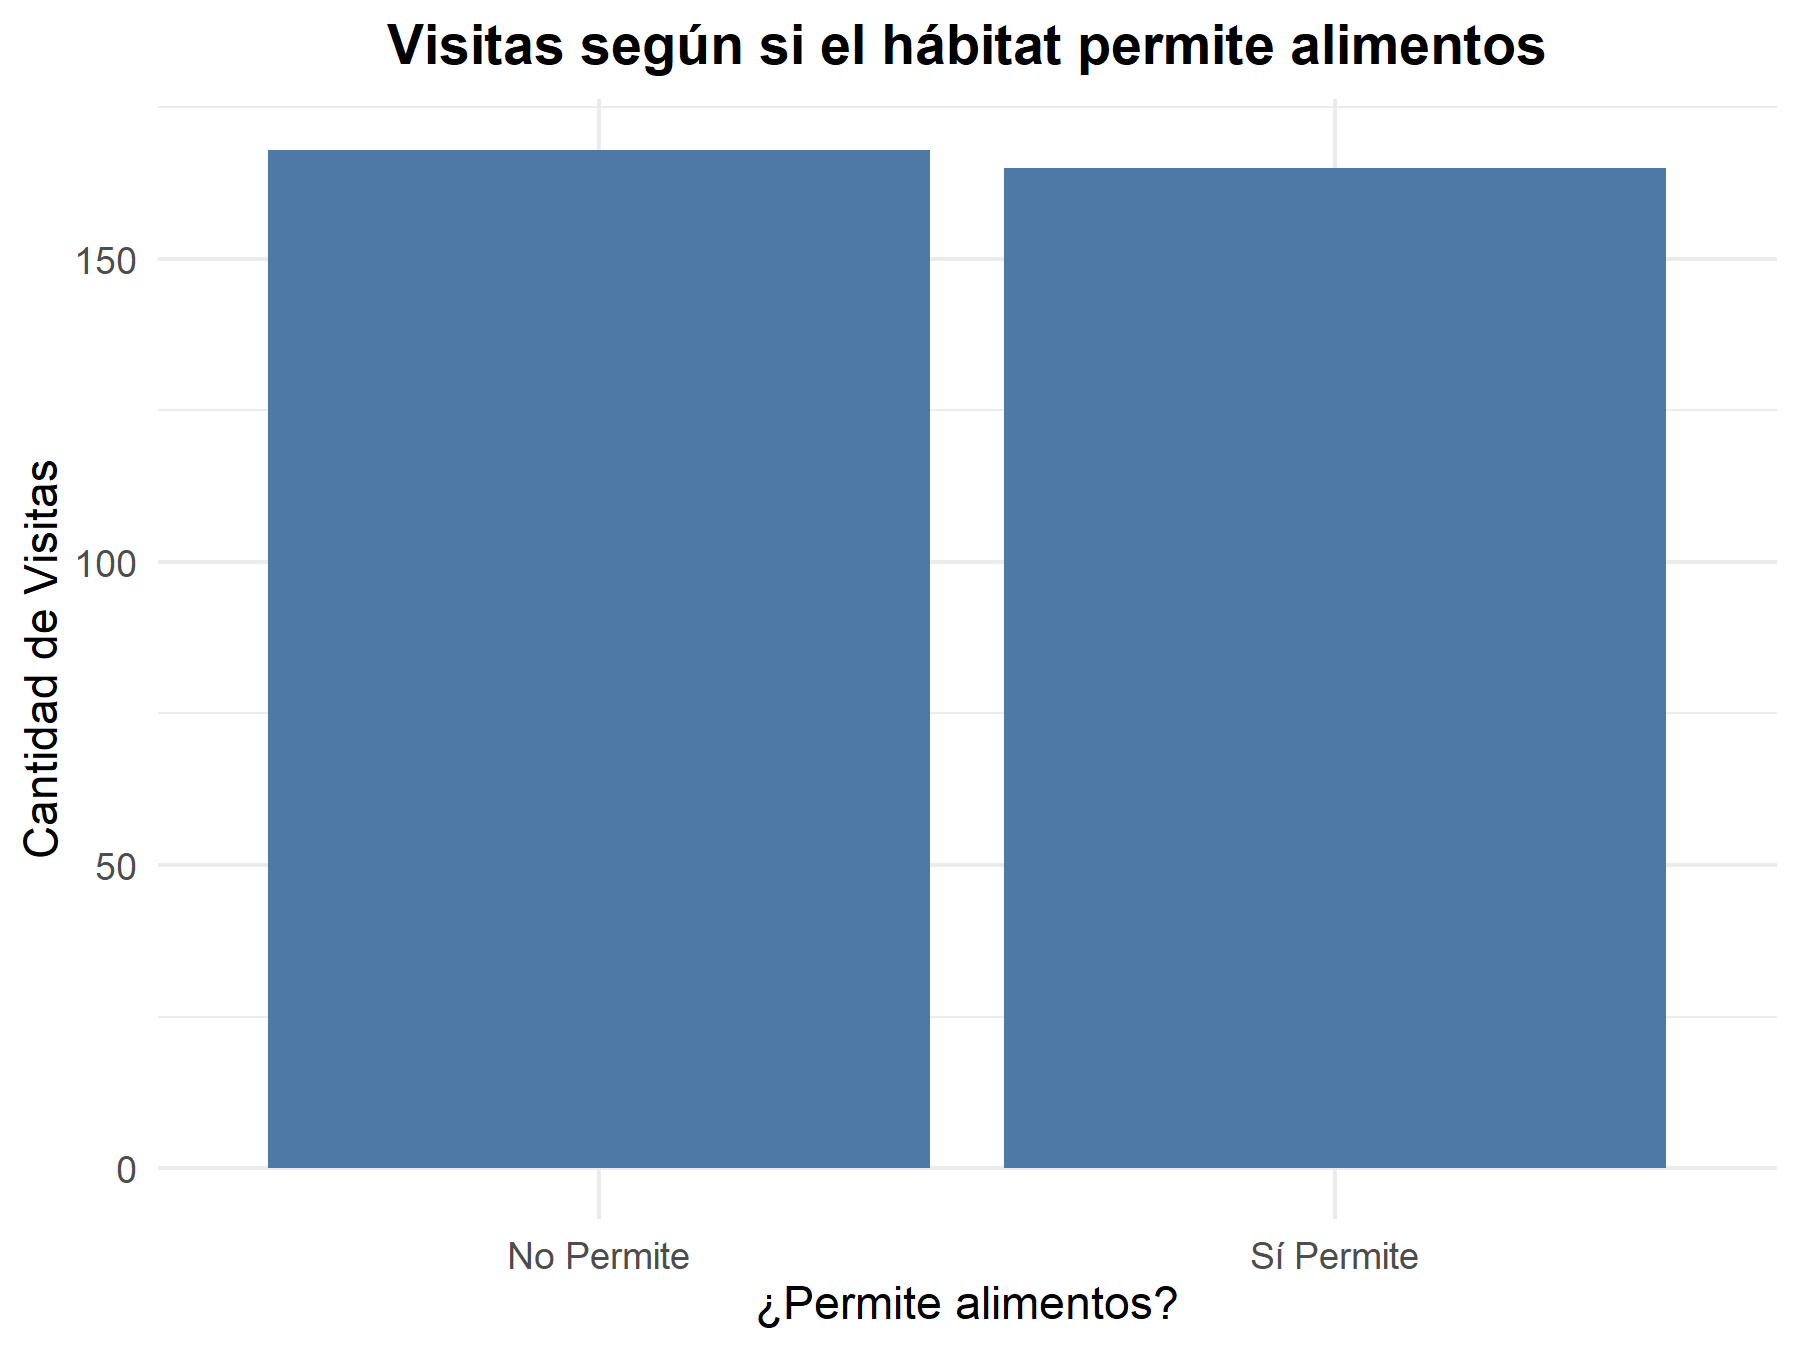 Visitas según si el hábitat permite alimentos
Cantidad de Visitas
150
100
50
0
No Permite
Sí Permite
¿Permite alimentos?